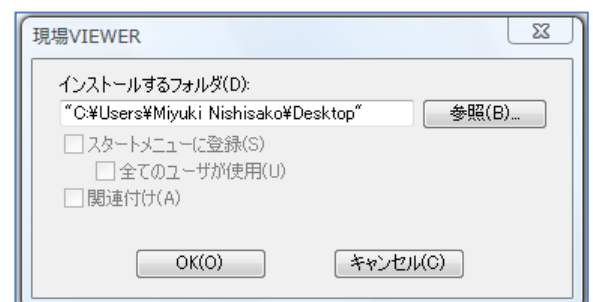 現場VIEWER
インストールするフォルダ(D):
"C:¥Users¥Miyuki Nishisako¥Desktop" 参照(B)...
スタートメニューに登録(S)
全てのユーザが使用(U)
関連付け(A)
OK(O) キャンセル(C)